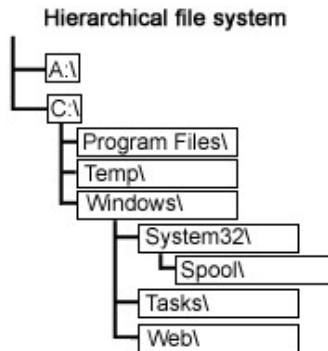 Hierarchical file system
A:\
C:\
Program Files\
Temp\
Windows\
System32\
Spool\
Tasks\
Web\